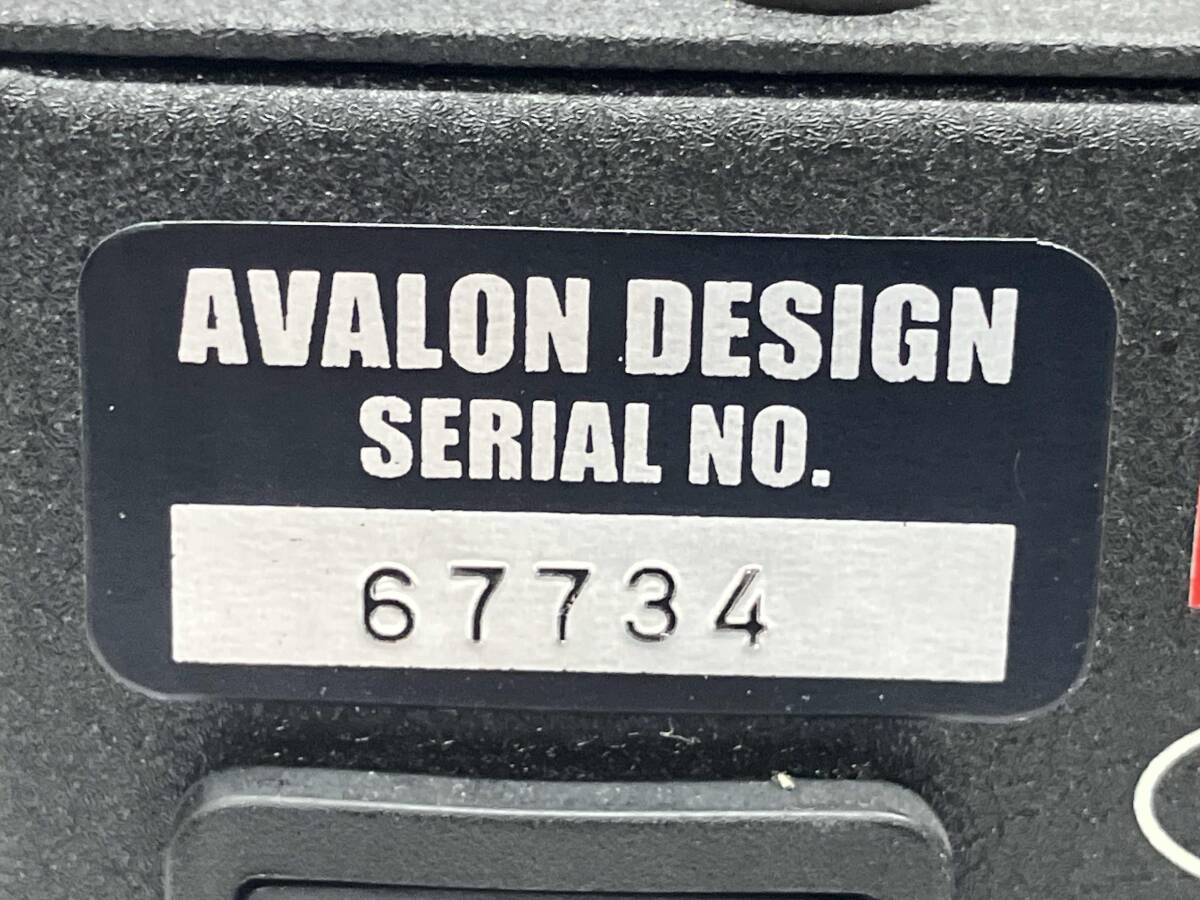 AVALON DESIGN
SERIAL NO.
67734